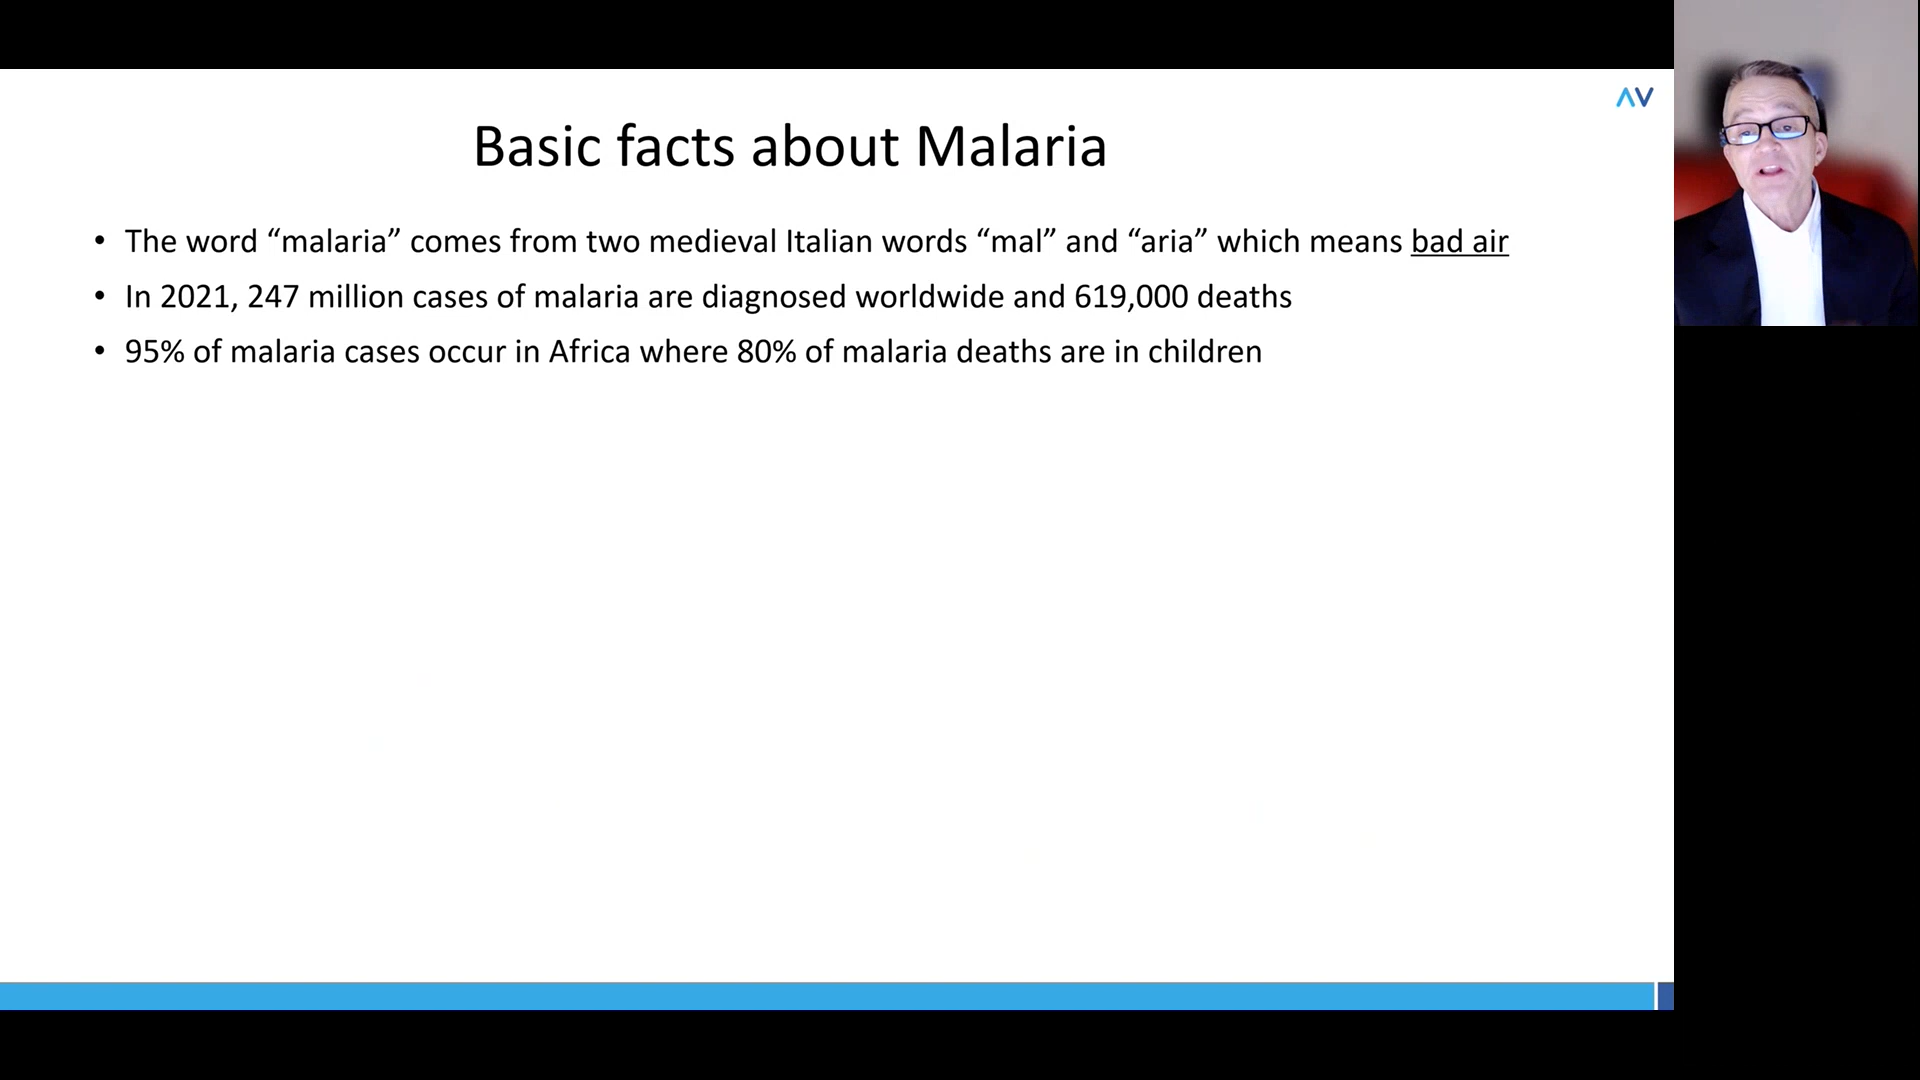 AV
Basic facts about Malaria
• The word “malaria” comes from two medieval Italian words “mal” and “aria” which means bad air
• In 2021, 247 million cases of malaria are diagnosed worldwide and 619,000 deaths
• 95% of malaria cases occur in Africa where 80% of malaria deaths are in children